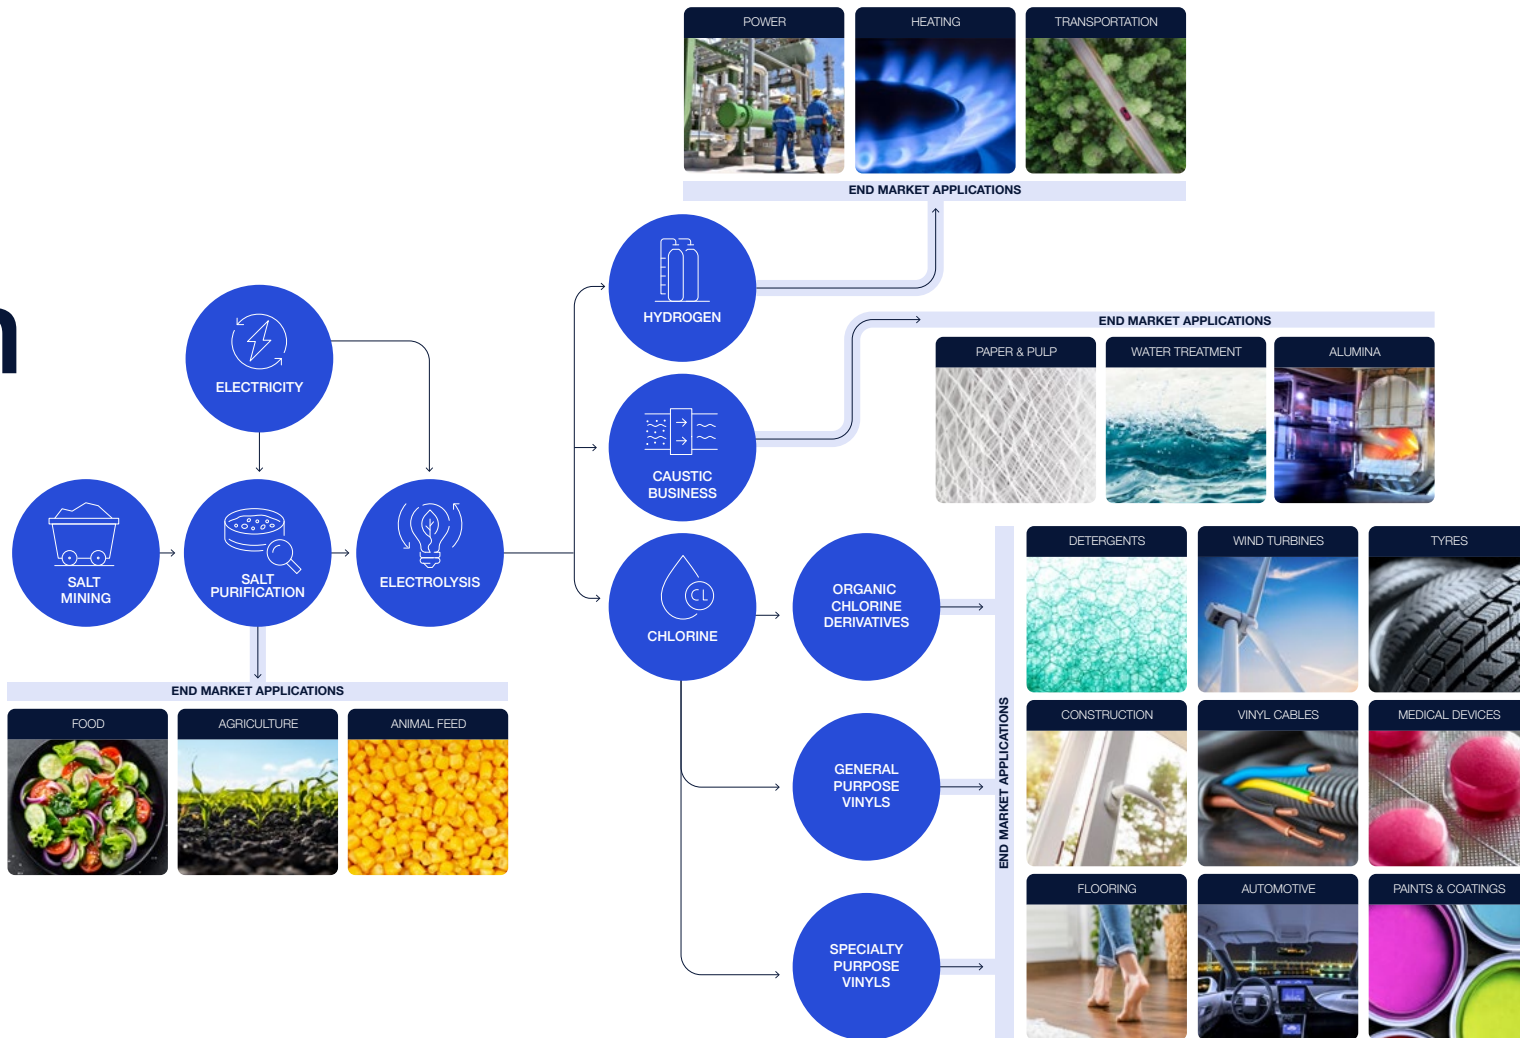 POWER
HEATING
TRANSPORTATION
END MARKET APPLICATIONS
HYDROGEN
END MARKET APPLICATIONS
PAPER & PULP
WATER TREATMENT
ALUMINA
ELECTRICITY
CAUSTIC
BUSINESS
SALT
MINING
SALT
PURIFICATION
ELECTROLYSIS
CL
CHLORINE
ORGANIC
CHLORINE
DERIVATIVES
GENERAL
PURPOSE
VINYLS
SPECIALTY
PURPOSE
VINYLS
END MARKET APPLICATIONS
DETERGENTS
WIND TURBINES
TYRES
CONSTRUCTION
VINYL CABLES
MEDICAL DEVICES
FLOORING
AUTOMOTIVE
PAINTS & COATINGS
END MARKET APPLICATIONS
FOOD
AGRICULTURE
ANIMAL FEED